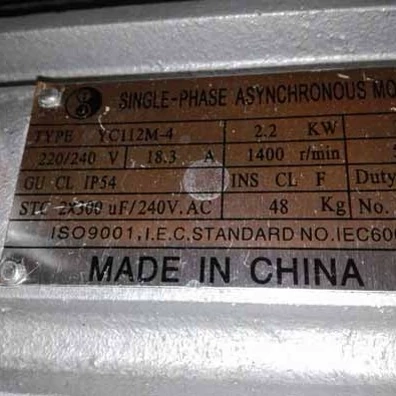 SINGLE-PHASE ASYNCHRONOUS MO
TYPE YC112M-4 2.2 KW
220/240 V 18.3 A 1400 r/min
GU CL IP54 INS CL F Duty
STC 2X300 uF/240V.AC 48 Kg No.
ISO9001,I.E.C.STANDARD NO.IEC600
MADE IN CHINA